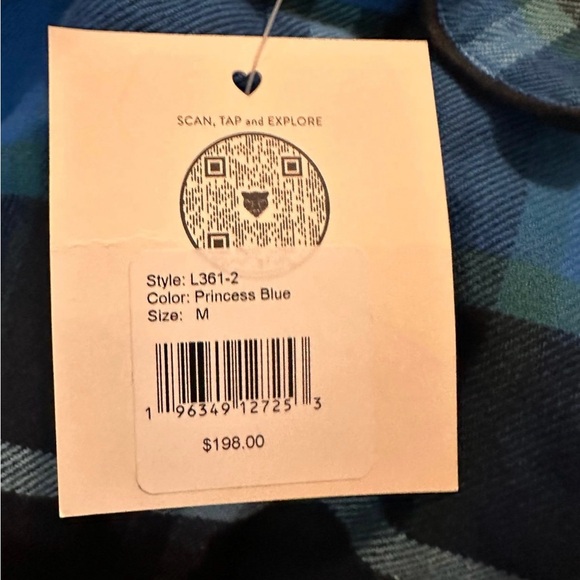 SCAN, TAP and EXPLORE
Style: L361-2
Color: Princess Blue
Size: M
1 96349 12725 3
$198.00